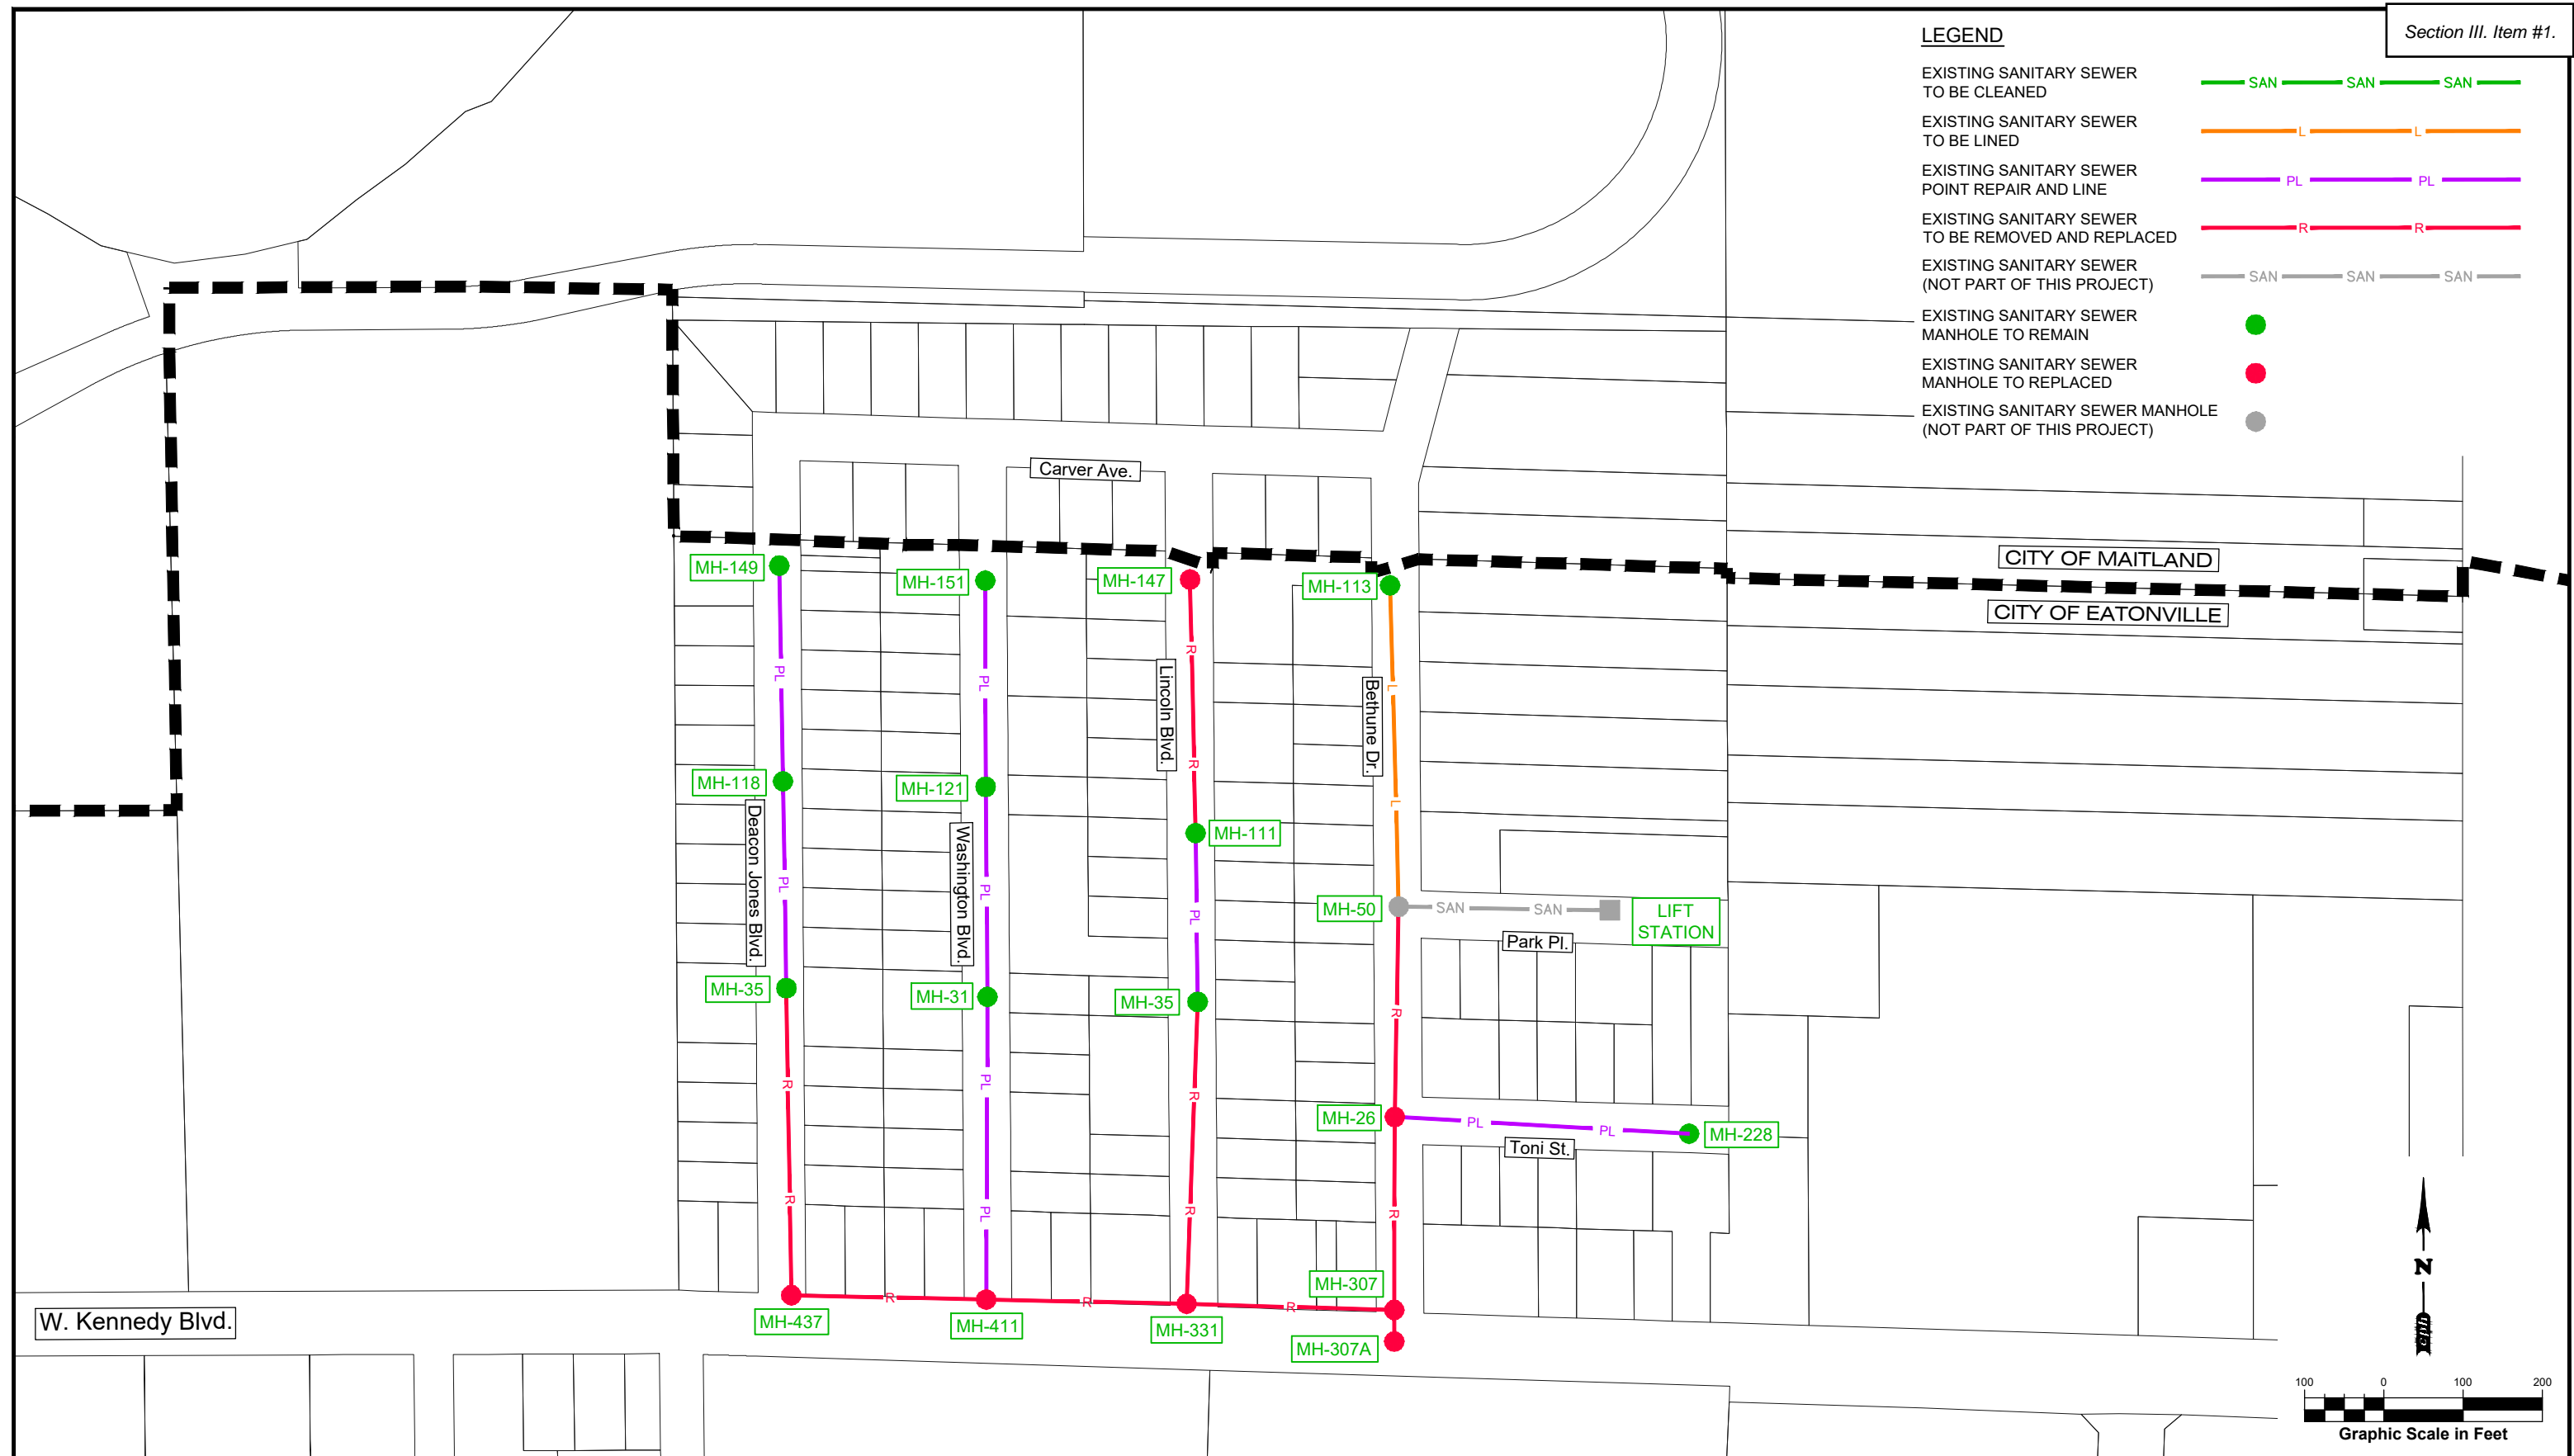 Section III. Item #1.
LEGEND
EXISTING SANITARY SEWER
TO BE CLEANED
SAN SAN SAN
EXISTING SANITARY SEWER
TO BE LINED
L L
EXISTING SANITARY SEWER
POINT REPAIR AND LINE
PL PL
EXISTING SANITARY SEWER
TO BE REMOVED AND REPLACED
R R
EXISTING SANITARY SEWER
(NOT PART OF THIS PROJECT)
SAN SAN SAN
EXISTING SANITARY SEWER
MANHOLE TO REMAIN
EXISTING SANITARY SEWER
MANHOLE TO REPLACED
EXISTING SANITARY SEWER MANHOLE
(NOT PART OF THIS PROJECT)
Carver Ave.
CITY OF MAITLAND
CITY OF EATONVILLE
MH-149
MH-151
MH-147
MH-113
PL
PL
R
L
Lincoln Blvd.
Bethune Dr.
R
L
MH-118
MH-121
MH-111
Deacon Jones Blvd.
Washington Blvd.
PL
PL
PL
MH-50
SAN SAN
LIFT
STATION
Park Pl.
MH-35
MH-31
MH-35
R
R
PL
R
MH-26
PL PL
MH-228
Toni St.
R
PL
R
R
MH-307
R
R
R
MH-437
MH-411
MH-331
MH-307A
W. Kennedy Blvd.
N
100 0 100 200
Graphic Scale in Feet